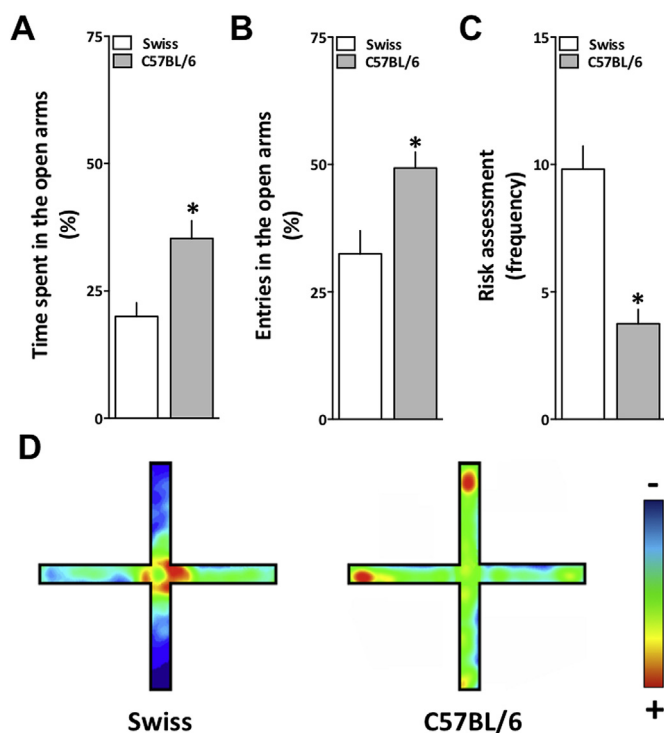 A
Time spent in the open arms
(%)
75
50
25
0
Swiss
C57BL/6
*
B
Entries in the open arms
(%)
75
50
25
0
Swiss
C57BL/6
*
C
Risk assessment
(frequency)
15
10
5
0
Swiss
C57BL/6
*
D
Swiss
C57BL/6
-
+